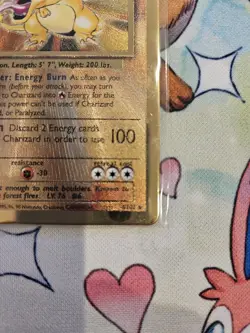 on. Length: 5' 7", Weight: 200 lbs.
er: Energy Burn As often as you
(before your attack), you may turn
to Charizard into Energy for the
power can't be used if Charizard
, or Paralyzed.
Discard 2 Energy cards
Charizard in order to use 100
resistance
-30
retreat cost
enough to melt boulders. Known to
forest fires. LV. 76 #6